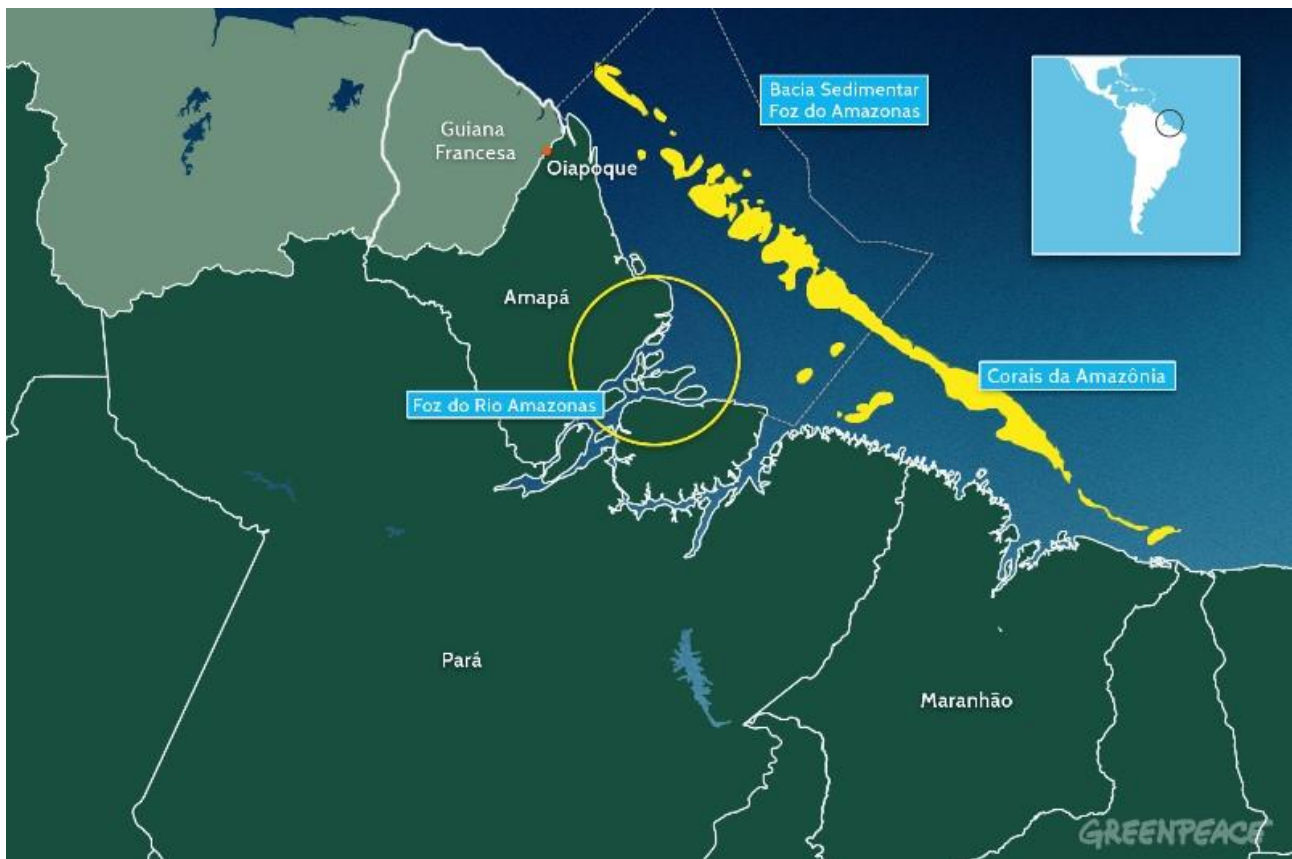 Bacia Sedimentar
Foz do Amazonas
Guiana
Francesa
Oiapoque
Amapá
Corais da Amazônia
Foz do Rio Amazonas
Pará
Maranhão
GREENPEACE